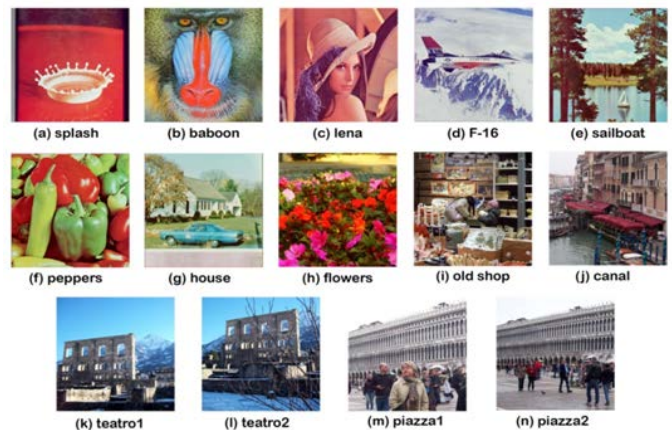 (a) splash
(b) baboon
(c) lena
(d) F-16
(e) sailboat
(f) peppers
(g) house
(h) flowers
(i) old shop
(j) canal
(k) teatro1
(l) teatro2
(m) piazza1
(n) piazza2